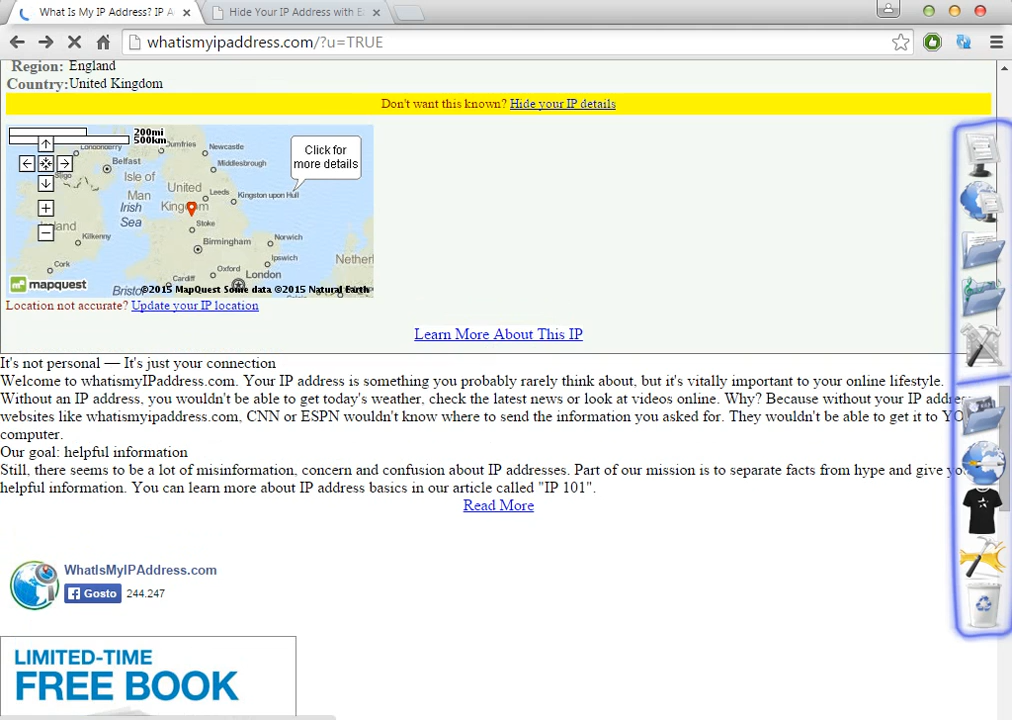 What Is My IP Address? IP A
Hide Your IP Address with E
whatismyipaddress.com/?u=TRUE
Region: England
Country: United Kingdom
Don't want this known? Hide your IP details
200mi
500km
Click for
more details
Londonderry
Dumfries
Newcastle
Belfast
Middlesbrough
Sligo
Isle of
Man
United
Kingdom
Leeds
Kingston upon Hull
Irish
Sea
Stoke
Kilkenny
Birmingham
Norwich
Cork
Cardiff
Oxford
Ipswich
London
Nether
Bristo
mapquest
©2015 MapQuest Some data ©2015 Natural Earth
Location not accurate? Update your IP location
Learn More About This IP
It's not personal — It's just your connection
Welcome to whatismyIPaddress.com. Your IP address is something you probably rarely think about, but it's vitally important to your online lifestyle.
Without an IP address, you wouldn't be able to get today's weather, check the latest news or look at videos online. Why? Because without your IP addre
websites like whatismyipaddress.com, CNN or ESPN wouldn't know where to send the information you asked for. They wouldn't be able to get it to YO
computer.
Our goal: helpful information
Still, there seems to be a lot of misinformation, concern and confusion about IP addresses. Part of our mission is to separate facts from hype and give yo
helpful information. You can learn more about IP address basics in our article called "IP 101".
Read More
WhatIsMyIPAddress.com
Gosto 244.247
LIMITED-TIME
FREE BOOK